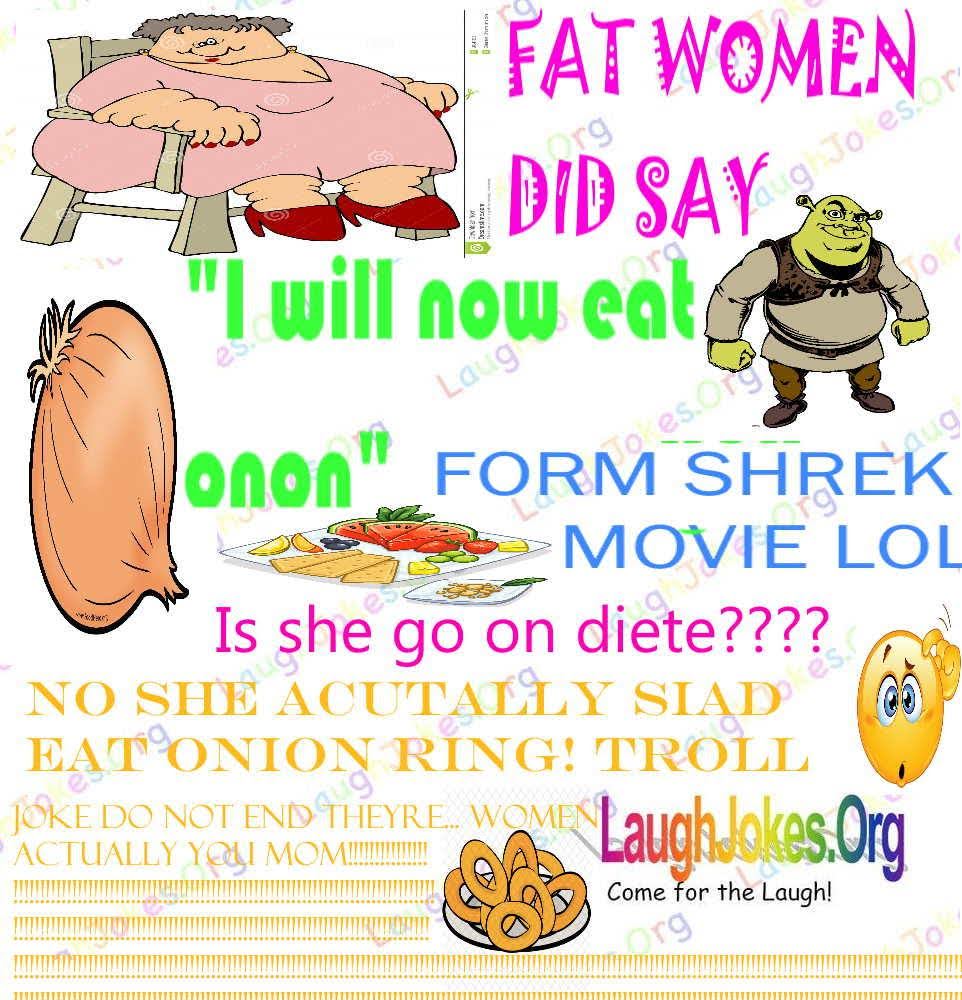 FAT WOMEN
DID SAY
"I will now eat
onon" FORM SHREK
MOVIE LOL
Is she go on diete????
NO SHE ACUTALLY SIAD
EAT ONION RING! TROLL
JOKE DO NOT END THEYRE... WOMEN
ACTUALLY YOU MOM!!!!!!!!!!!!!!!
LaughJokes.Org
Come for the Laugh!